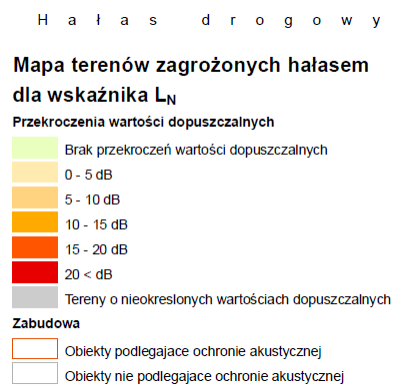 Hałas drogowy
Mapa terenów zagrożonych hałasem
dla wskaźnika LN
Przekroczenia wartości dopuszczalnych
Brak przekroczeń wartości dopuszczalnych
0 - 5 dB
5 - 10 dB
10 - 15 dB
15 - 20 dB
20 < dB
Tereny o nieokreslonych wartościach dopuszczalnych
Zabudowa
Obiekty podlegajace ochronie akustycznej
Obiekty nie podlegajace ochronie akustycznej